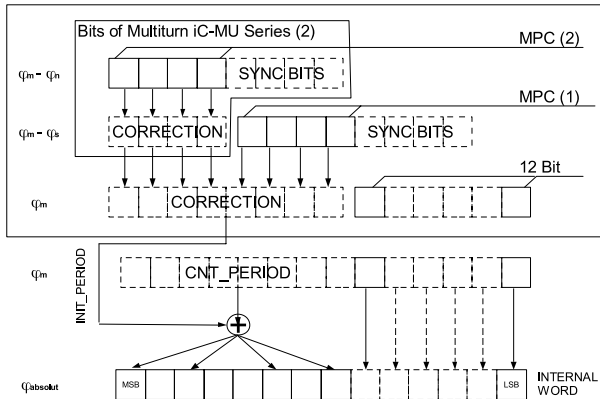 Bits of Multiturn iC-MU Series (2)
MPC (2)
φm - φn
SYNC BITS
MPC (1)
φm - φs
CORRECTION
SYNC BITS
12 Bit
φm
CORRECTION
φm
CNT_PERIOD
INIT_PERIOD
+
φabsolut
MSB
LSB
INTERNAL
WORD